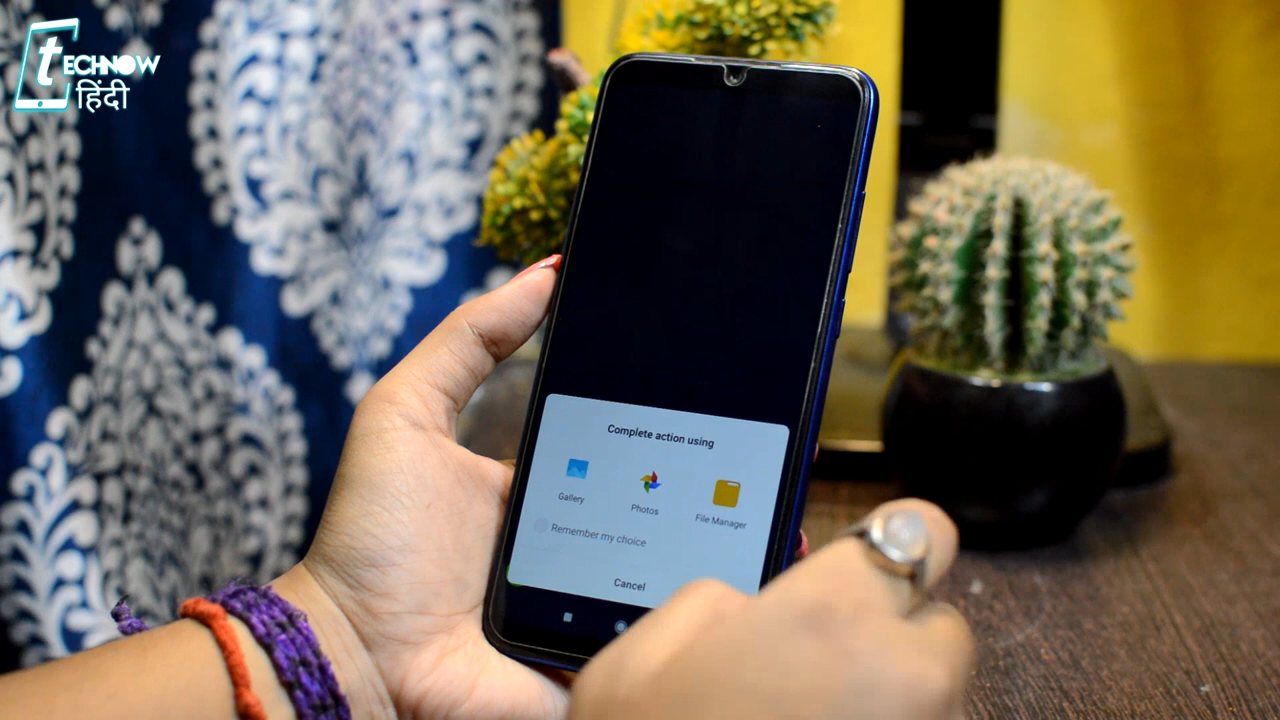 tECHNOW
हिंदी
Complete action using
Gallery
Photos
File Manager
Remember my choice
Cancel